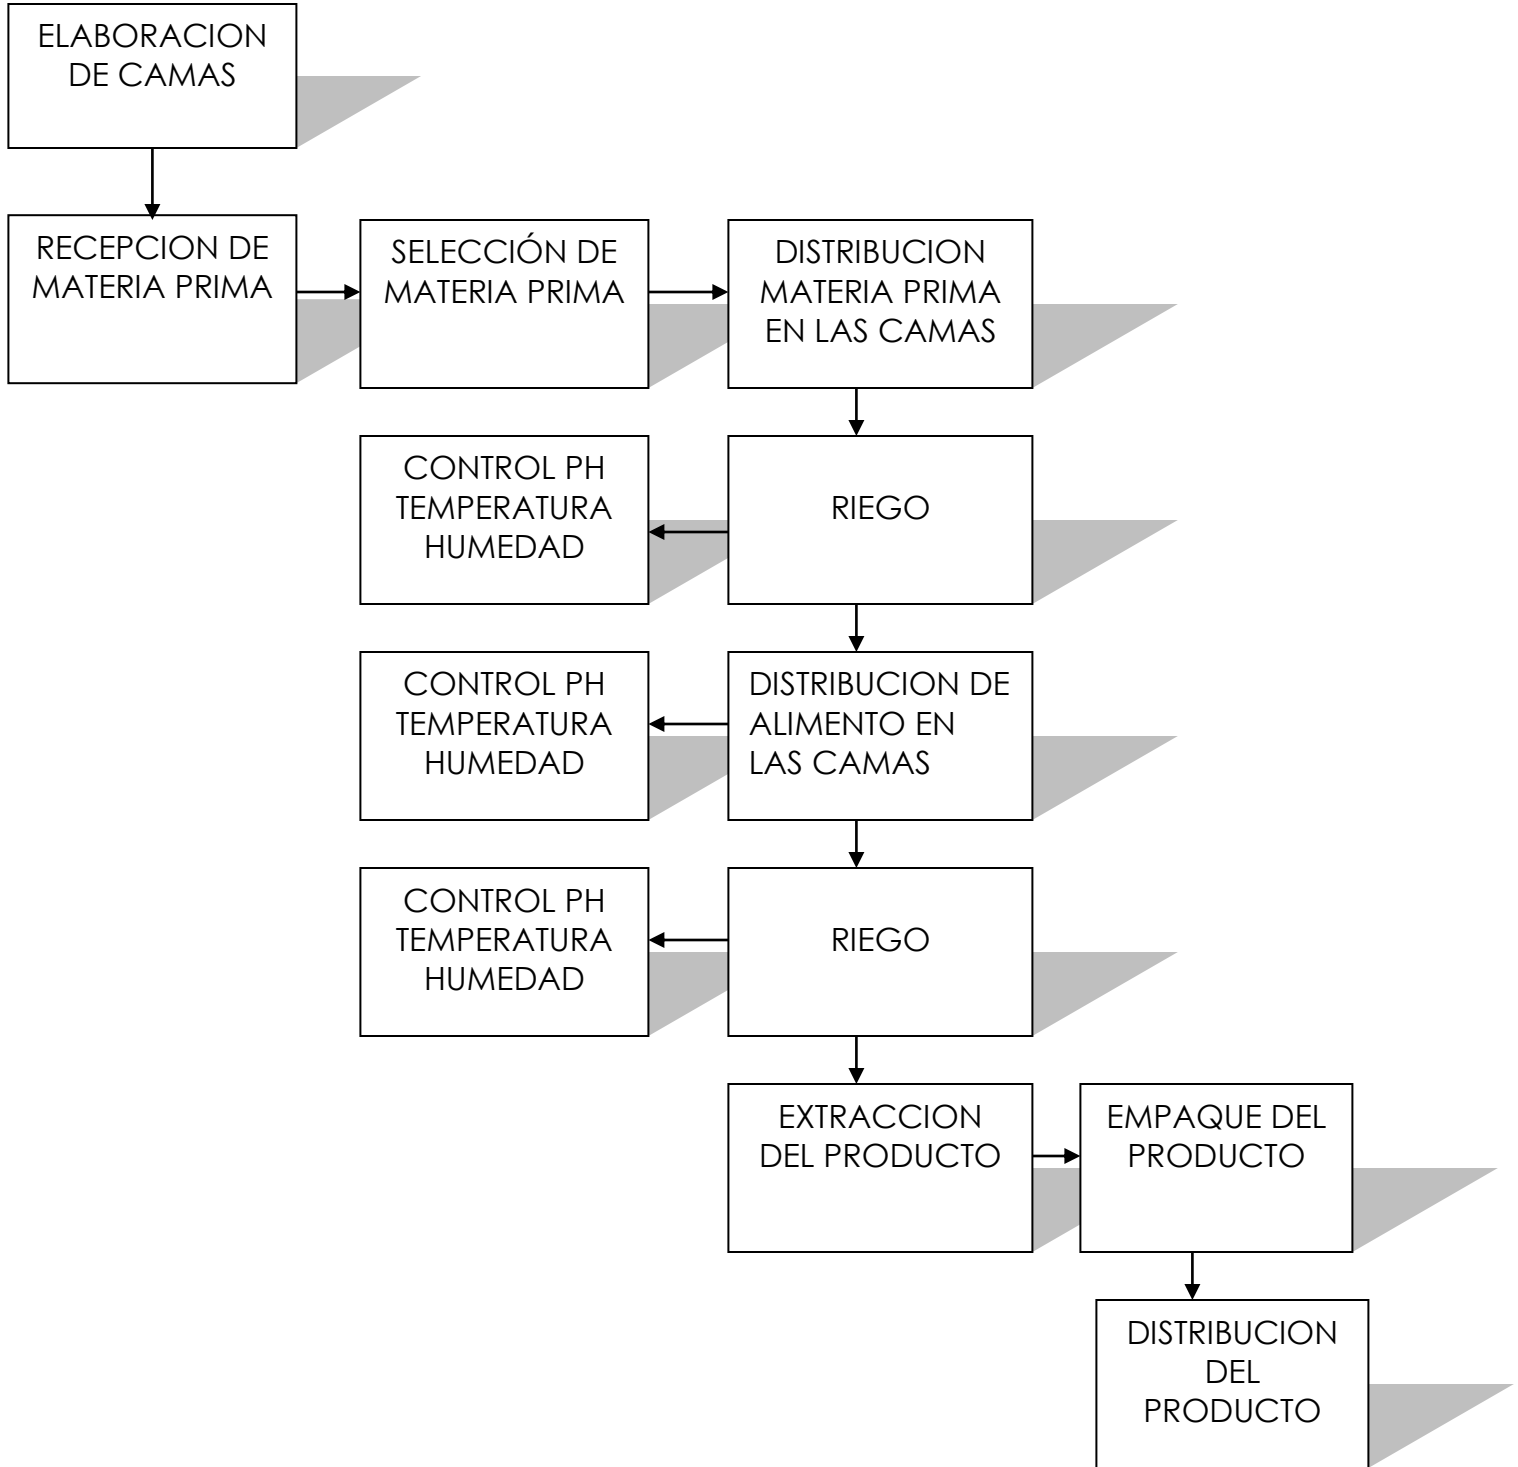 ELABORACION
DE CAMAS
RECEPCION DE
MATERIA PRIMA
SELECCIÓN DE
MATERIA PRIMA
DISTRIBUCION
MATERIA PRIMA
EN LAS CAMAS
CONTROL PH
TEMPERATURA
HUMEDAD
RIEGO
CONTROL PH
TEMPERATURA
HUMEDAD
DISTRIBUCION DE
ALIMENTO EN
LAS CAMAS
CONTROL PH
TEMPERATURA
HUMEDAD
RIEGO
EXTRACCION
DEL PRODUCTO
EMPAQUE DEL
PRODUCTO
DISTRIBUCION
DEL
PRODUCTO